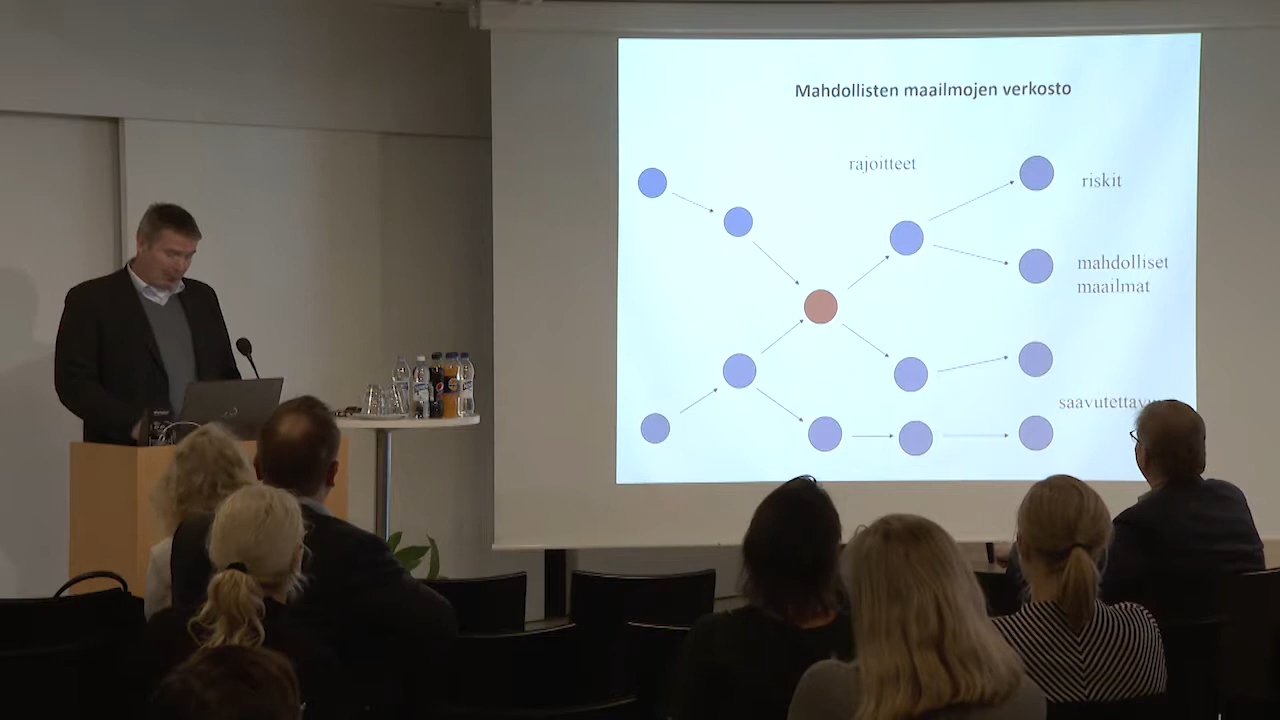 Mahdollisten maailmojen verkosto
rajoitteet
riskit
mahdolliset
maailmat